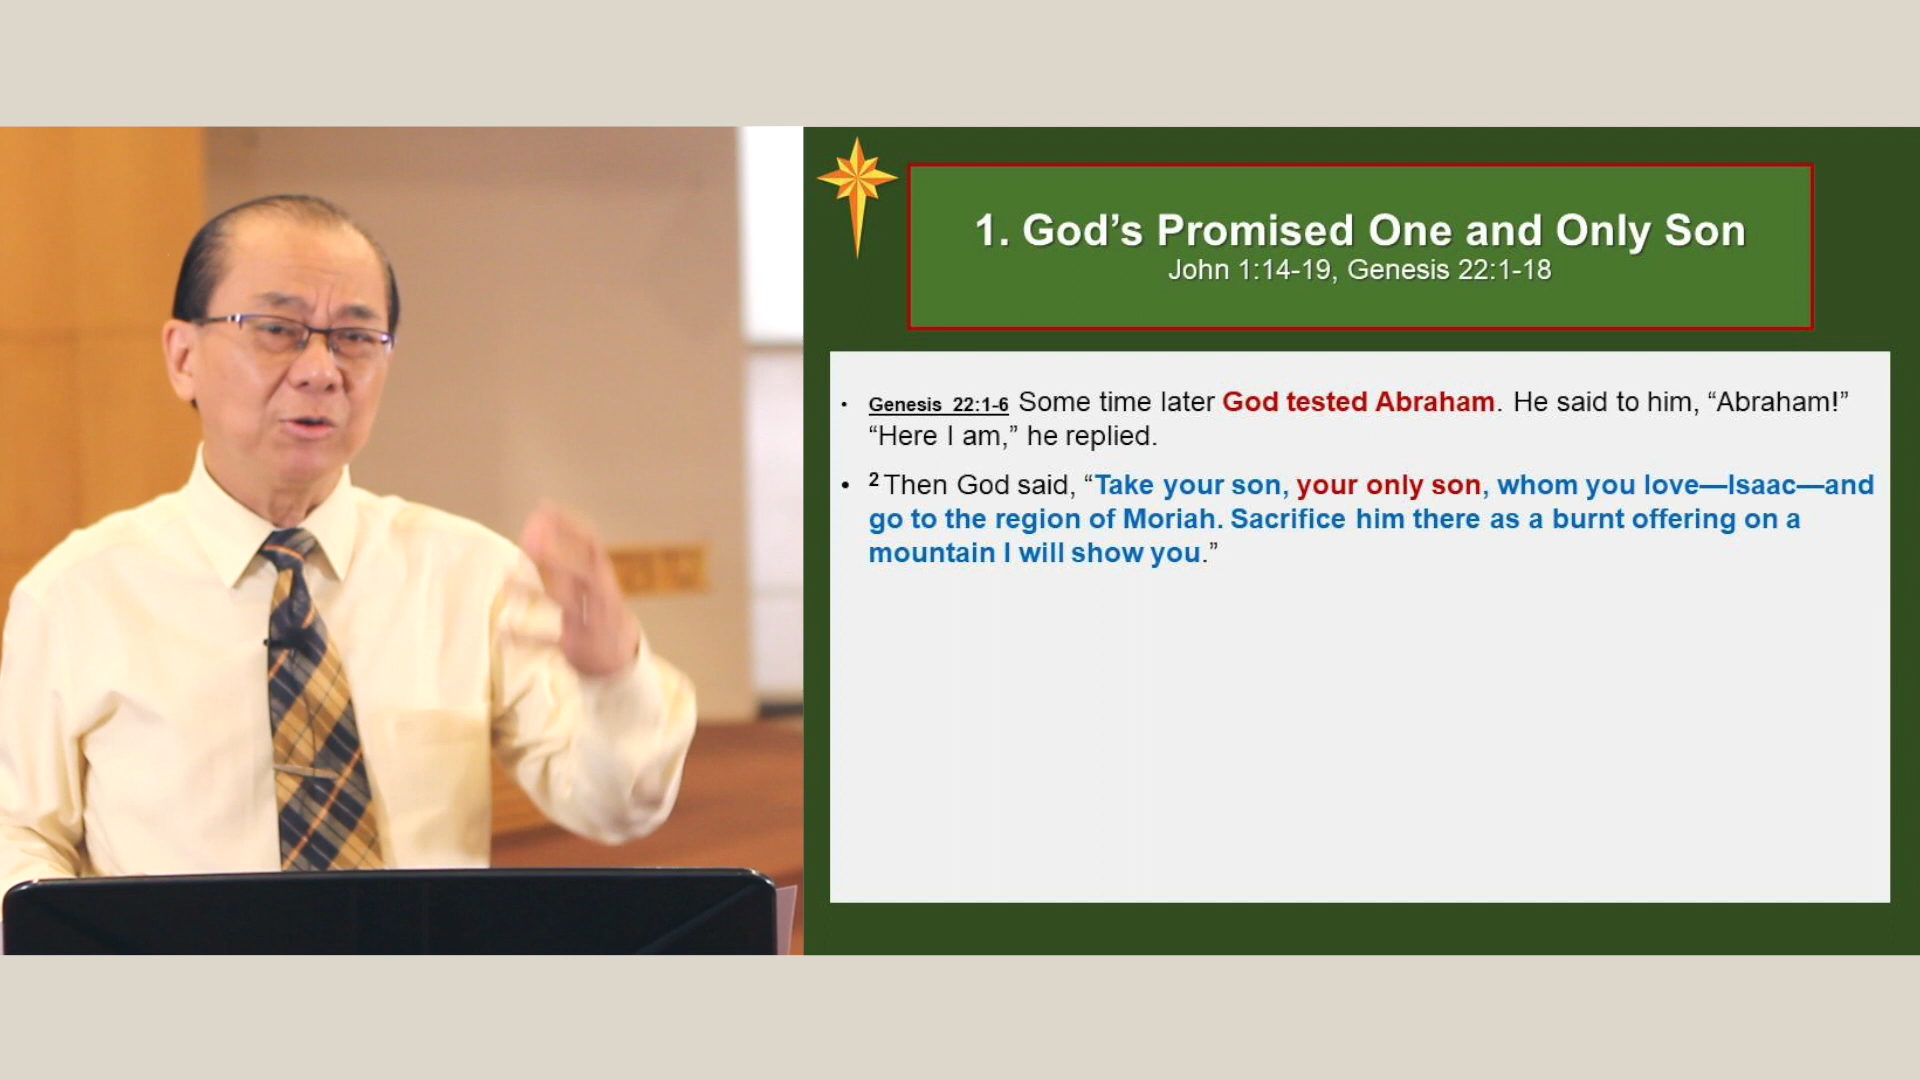 1. God’s Promised One and Only Son
John 1:14-19, Genesis 22:1-18
• Genesis 22:1-6 Some time later God tested Abraham. He said to him, “Abraham!”
“Here I am,” he replied.
• 2 Then God said, “Take your son, your only son, whom you love—Isaac—and
go to the region of Moriah. Sacrifice him there as a burnt offering on a
mountain I will show you.”